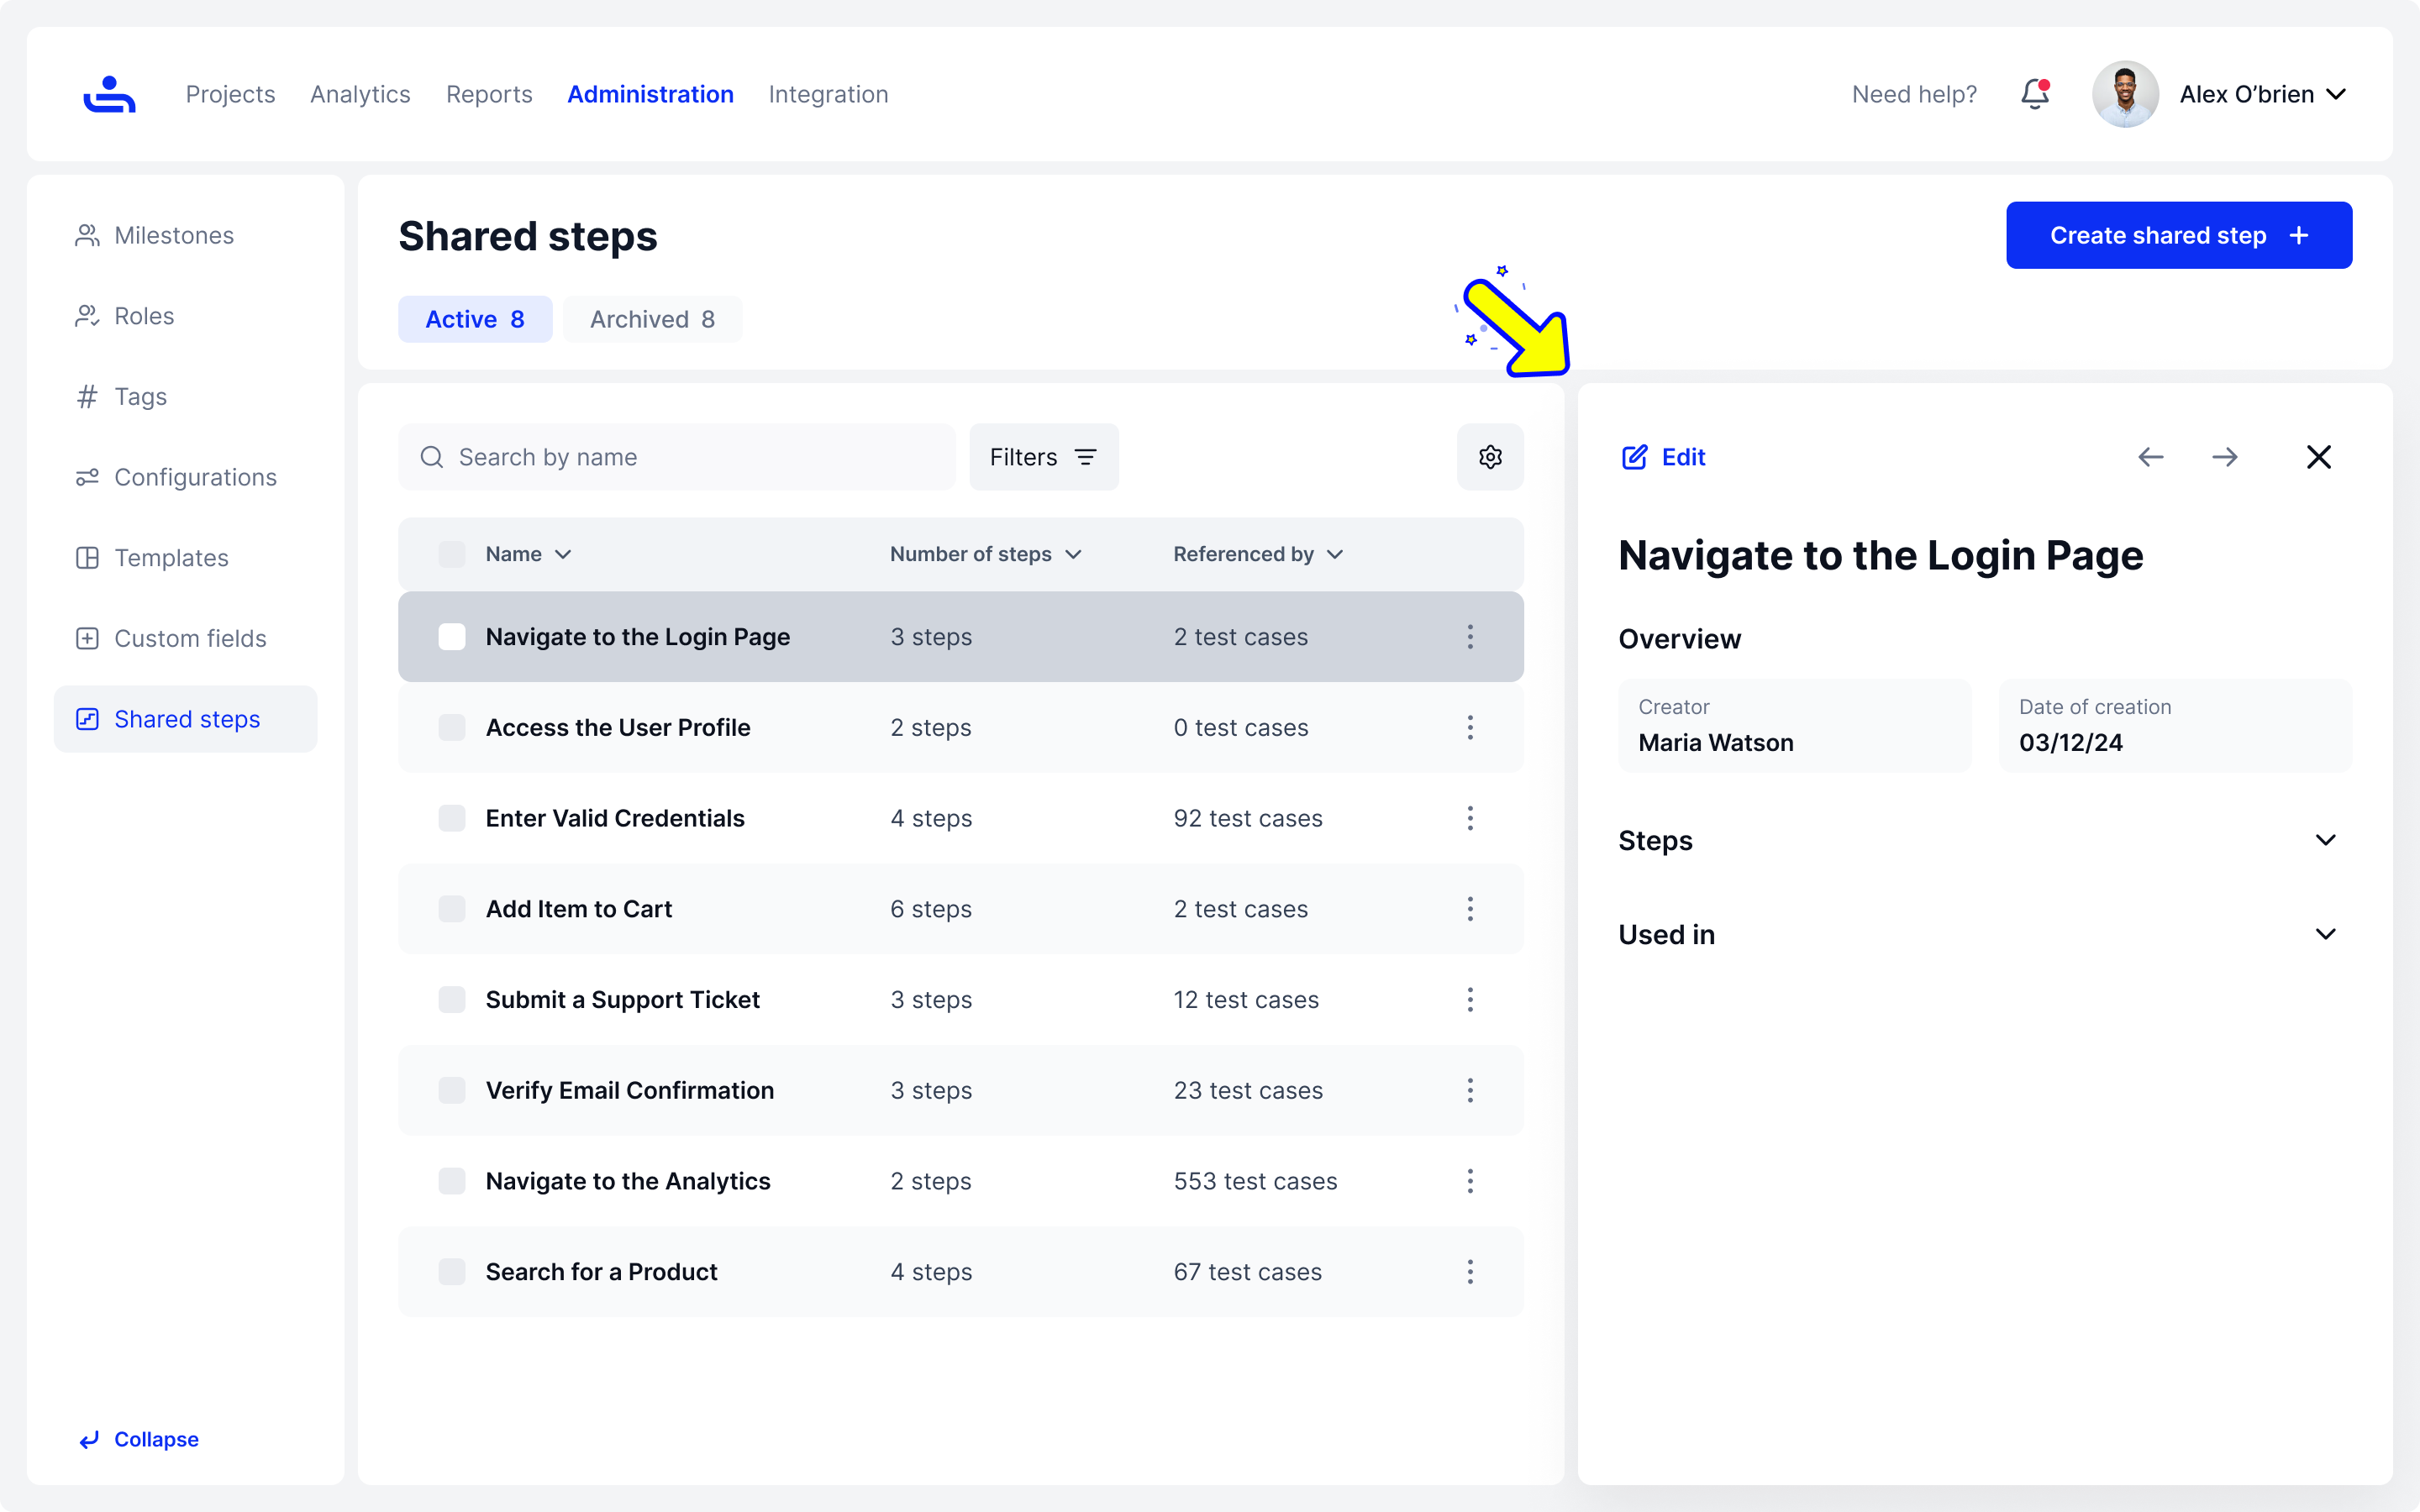 Projects Analytics Reports Administration Integration Need help? Alex O’brien
Milestones
Roles
Tags
Configurations
Templates
Custom fields
Shared steps
Collapse
Shared steps
Create shared step
Active 8 Archived 8
Search by name Filters
Name Number of steps Referenced by
Navigate to the Login Page 3 steps 2 test cases
Access the User Profile 2 steps 0 test cases
Enter Valid Credentials 4 steps 92 test cases
Add Item to Cart 6 steps 2 test cases
Submit a Support Ticket 3 steps 12 test cases
Verify Email Confirmation 3 steps 23 test cases
Navigate to the Analytics 2 steps 553 test cases
Search for a Product 4 steps 67 test cases
Edit
Navigate to the Login Page
Overview
Creator Date of creation
Maria Watson 03/12/24
Steps
Used in